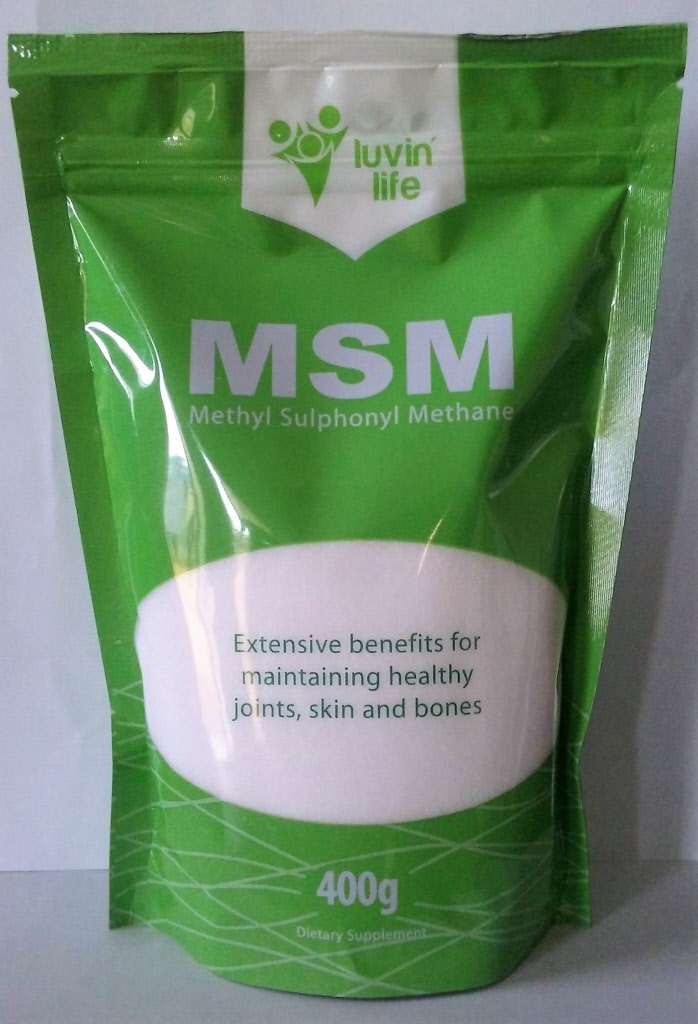 luvin'
life
MSM
Methyl Sulphonyl Methane
Extensive benefits for
maintaining healthy
joints, skin and bones
400g
Dietary Supplement